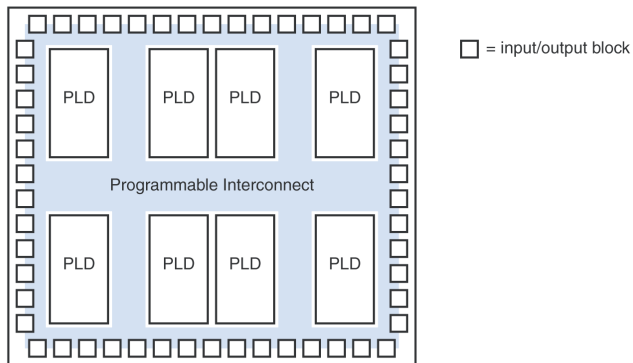 = input/output block
PLD PLD PLD PLD
Programmable Interconnect
PLD PLD PLD PLD